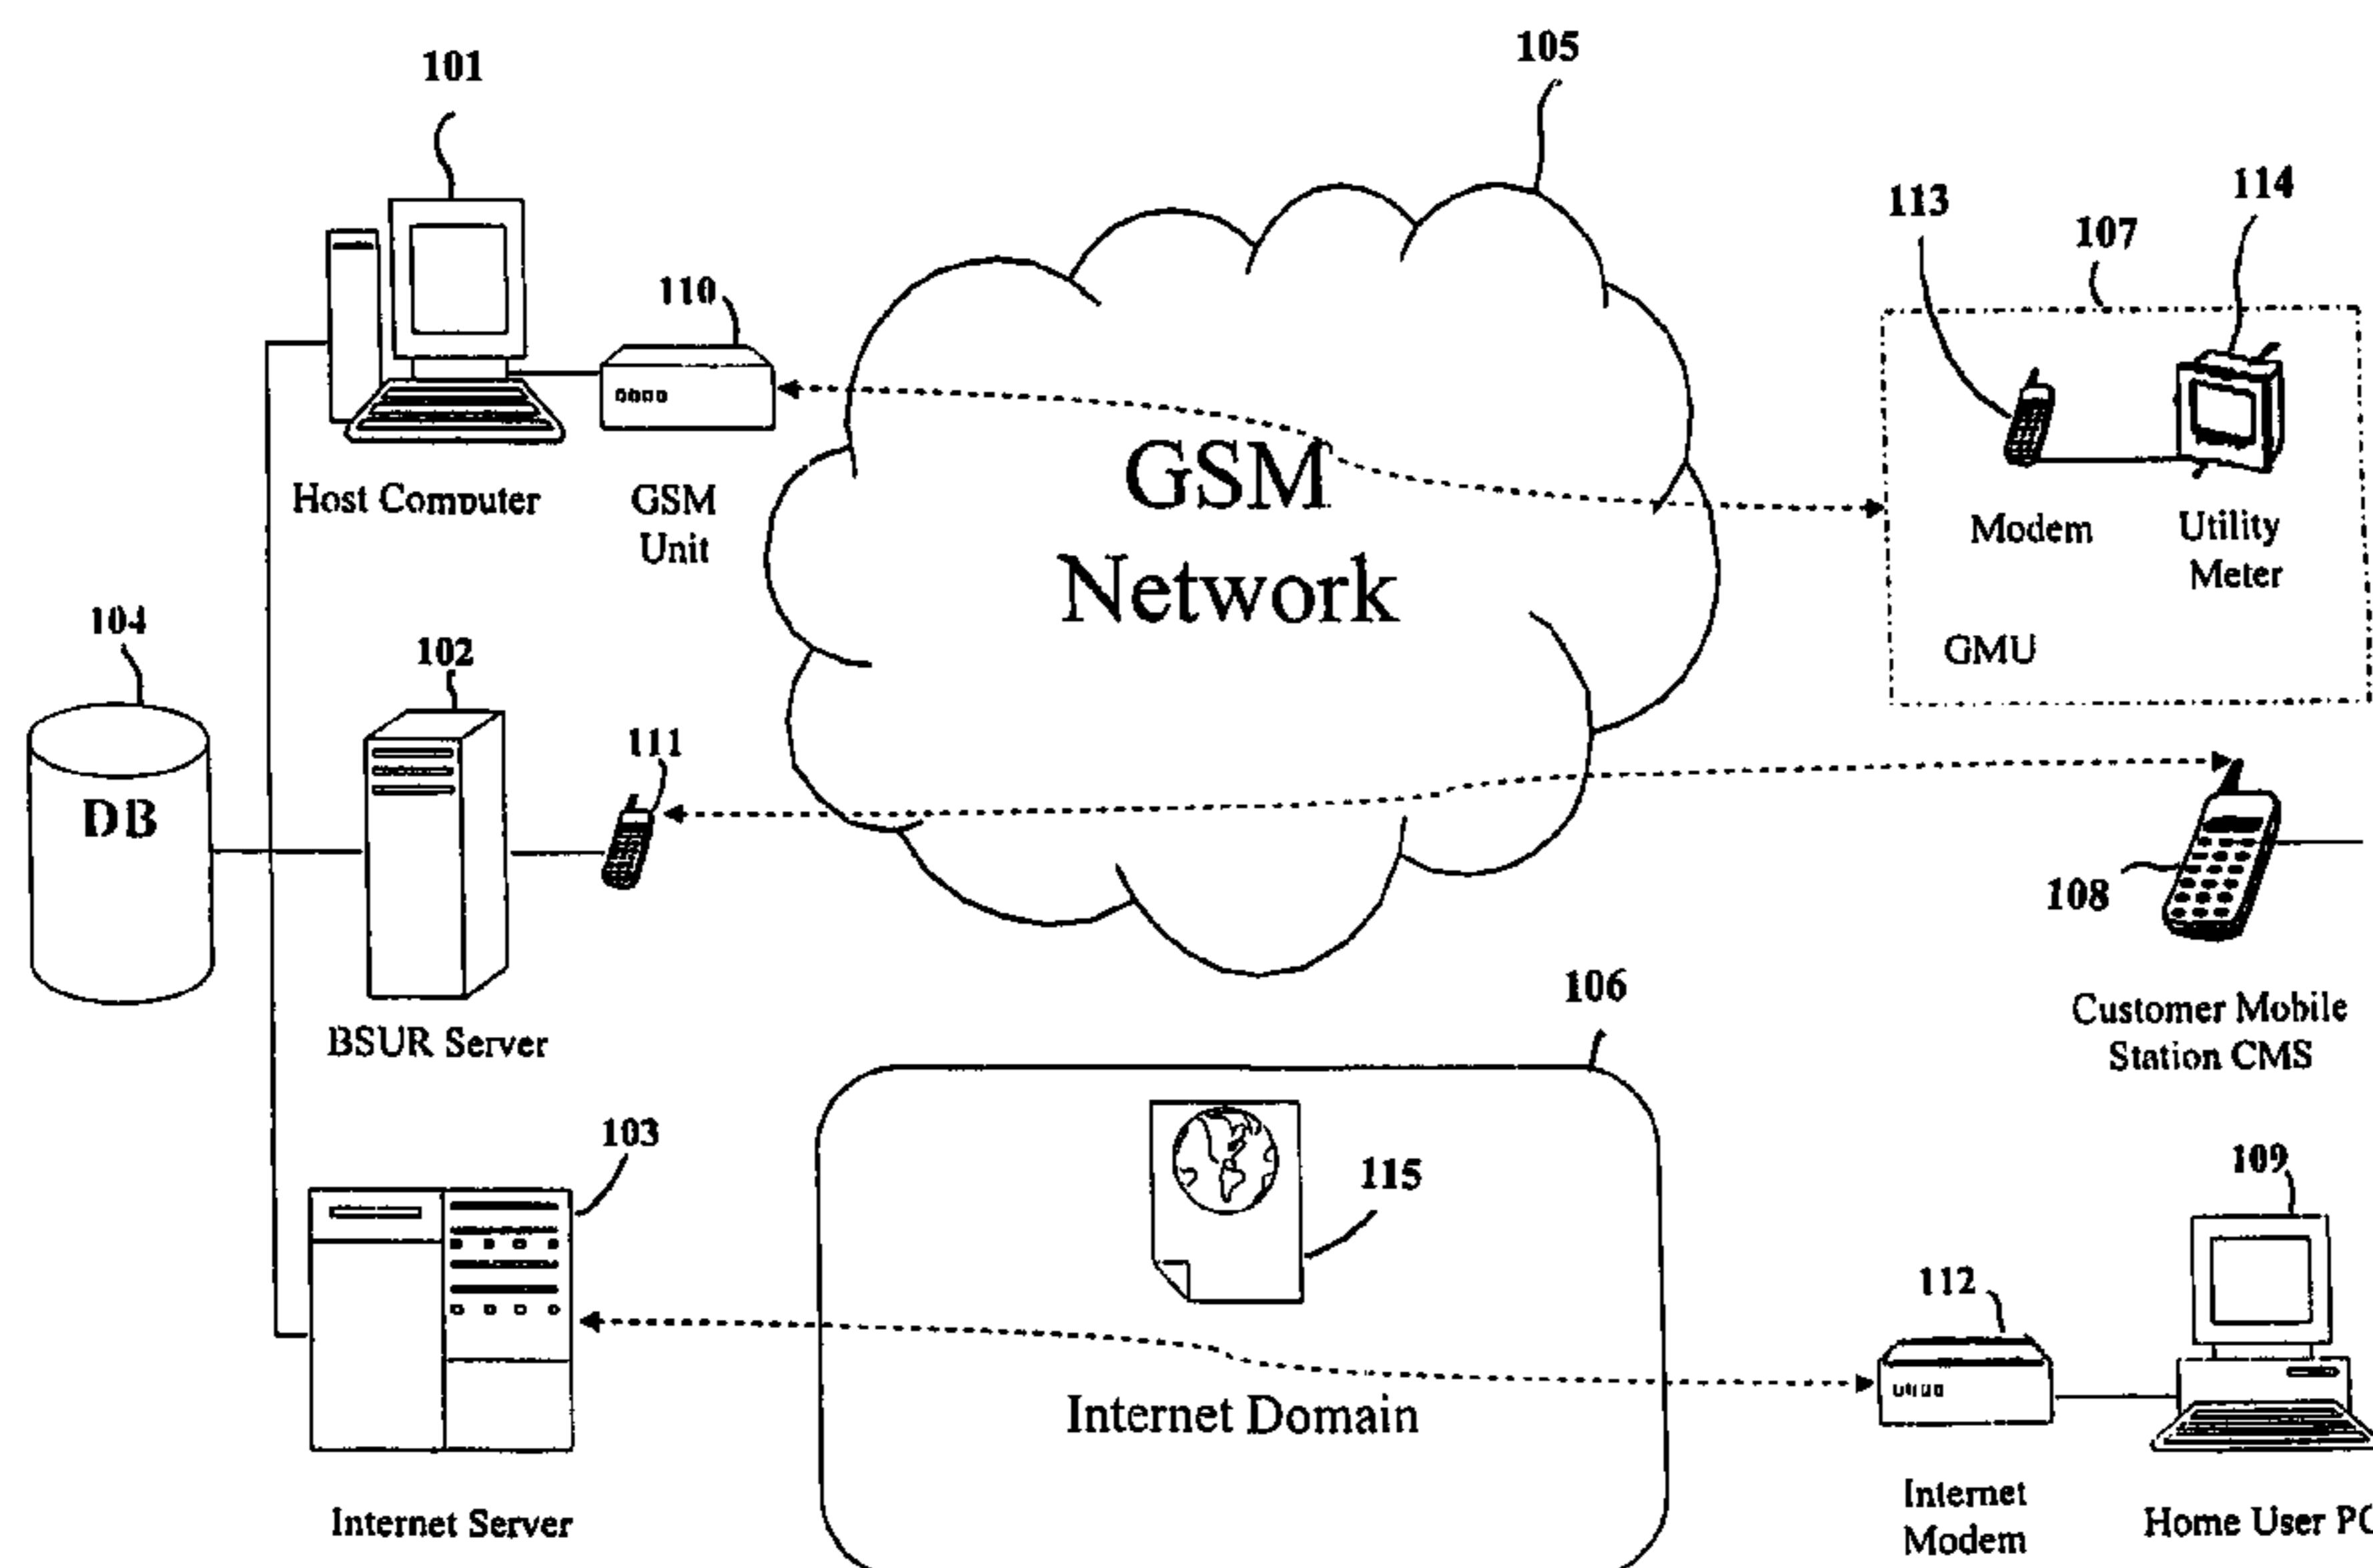 101
105
113
114
107
110
GSM
Network
Host Computer
GSM
Unit
Modem
Utility
Meter
GMU
104
102
111
DB
108
BSUR Server
106
Customer Mobile
Station CMS
103
115
109
112
Internet Domain
Internet Server
Internet
Modem
Home User PC